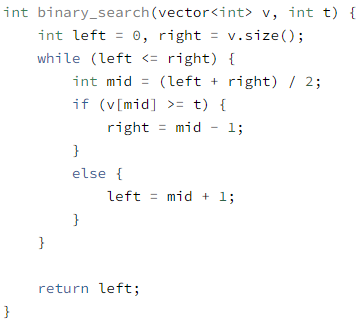 int binary_search(vector<int> v, int t) {
    int left = 0, right = v.size();
    while (left <= right) {
        int mid = (left + right) / 2;
        if (v[mid] >= t) {
            right = mid - 1;
        }
        else {
            left = mid + 1;
        }
    }

    return left;
}